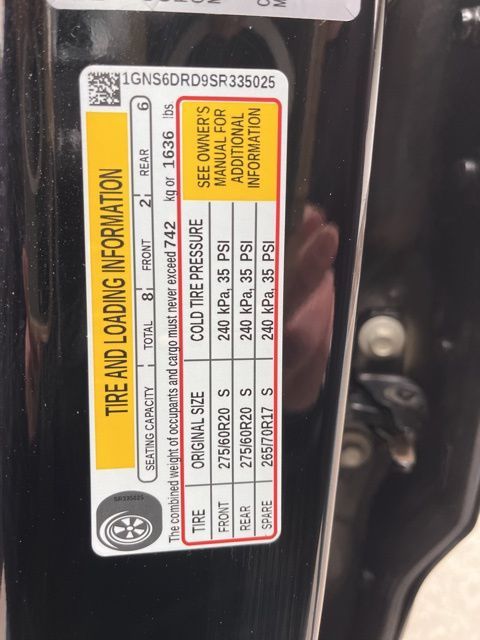 1GNS6DRD9SR335025
TIRE AND LOADING INFORMATION
SR335025
SEATING CAPACITY TOTAL 8 FRONT 2 REAR 6
The combined weight of occupants and cargo must never exceed 742 kg or 1636 lbs.
TIRE ORIGINAL SIZE COLD TIRE PRESSURE
FRONT 275/60R20 S 240 kPa, 35 PSI
REAR 275/60R20 S 240 kPa, 35 PSI
SPARE 265/70R17 S 240 kPa, 35 PSI
SEE OWNER'S
MANUAL FOR
ADDITIONAL
INFORMATION